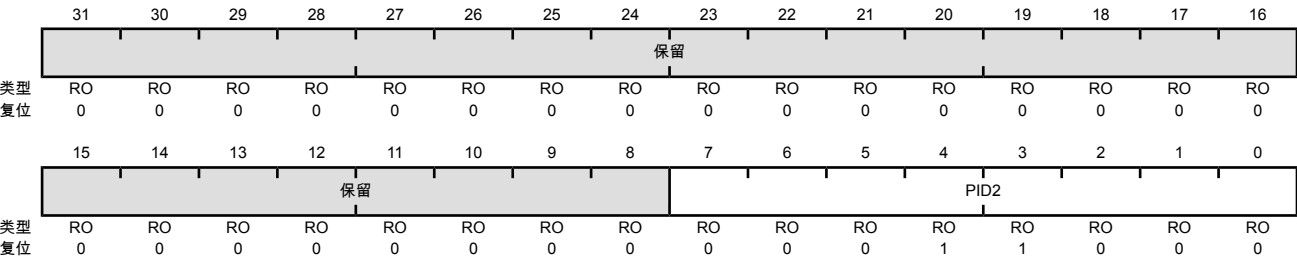 31 30 29 28 27 26 25 24 23 22 21 20 19 18 17 16
保留
类型 RO RO RO RO RO RO RO RO RO RO RO RO RO RO RO RO
复位 0 0 0 0 0 0 0 0 0 0 0 0 0 0 0 0
15 14 13 12 11 10 9 8 7 6 5 4 3 2 1 0
保留 PID2
类型 RO RO RO RO RO RO RO RO RO RO RO RO RO RO RO RO
复位 0 0 0 0 0 0 0 0 0 0 0 1 1 0 0 0